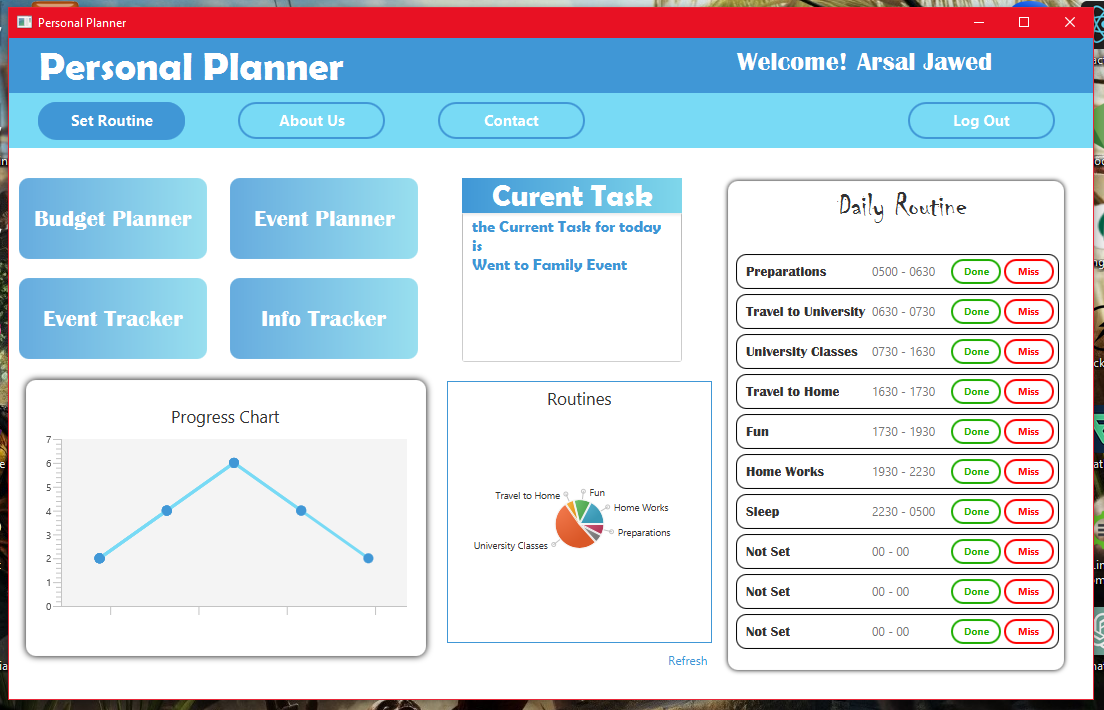 Personal Planner
Personal Planner
Welcome! Arsal Jawed
Set Routine
About Us
Contact
Log Out
Budget Planner
Event Planner
Event Tracker
Info Tracker
Curent Task
the Current Task for today
is
Went to Family Event
Daily Routine
Preparations 0500 - 0630 Done Miss
Travel to University 0630 - 0730 Done Miss
University Classes 0730 - 1630 Done Miss
Travel to Home 1630 - 1730 Done Miss
Fun 1730 - 1930 Done Miss
Home Works 1930 - 2230 Done Miss
Sleep 2230 - 0500 Done Miss
Not Set 00 - 00 Done Miss
Not Set 00 - 00 Done Miss
Not Set 00 - 00 Done Miss
Progress Chart
7
6
5
4
3
2
1
0
Routines
Travel to Home
Fun
Home Works
Preparations
University Classes
Refresh